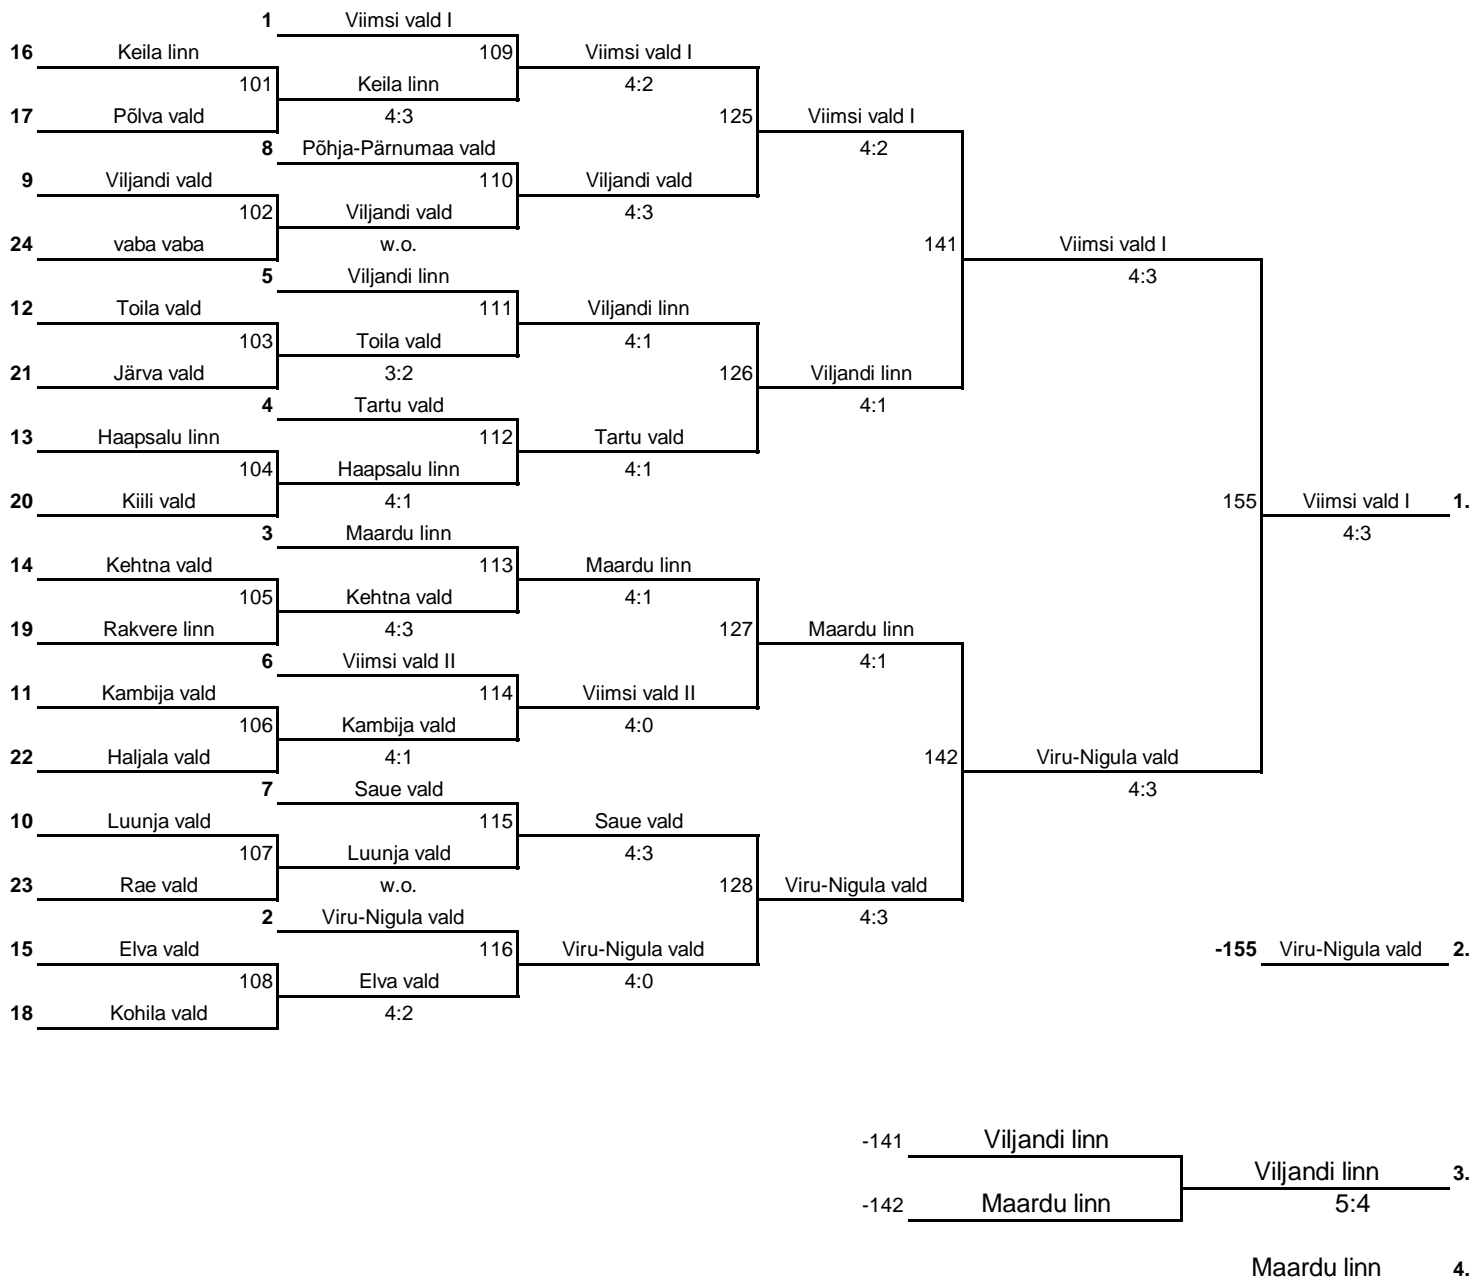 1 Viimsi vald I
16 Keila linn 109 Viimsi vald I
101 Keila linn 4:2
17 Põlva vald 4:3 125 Viimsi vald I
8 Põhja-Pärnumaa vald 4:2
9 Viljandi vald 110 Viljandi vald
102 Viljandi vald 4:3
24 vaba vaba w.o. 141 Viimsi vald I
5 Viljandi linn 4:3
12 Toila vald 111 Viljandi linn
103 Toila vald 4:1
21 Järva vald 3:2 126 Viljandi linn
4 Tartu vald 4:1
13 Haapsalu linn 112 Tartu vald
104 Haapsalu linn 4:1
20 Kiili vald 4:1 155 Viimsi vald I 1.
3 Maardu linn 4:3
14 Kehtna vald 113 Maardu linn
105 Kehtna vald 4:1
19 Rakvere linn 4:3 127 Maardu linn
6 Viimsi vald II 4:1
11 Kambija vald 114 Viimsi vald II
106 Kambija vald 4:0
22 Haljala vald 4:1 142 Viru-Nigula vald
7 Saue vald 4:3
10 Luunja vald 115 Saue vald
107 Luunja vald 4:3
23 Rae vald w.o. 128 Viru-Nigula vald
2 Viru-Nigula vald 4:3
15 Elva vald 116 Viru-Nigula vald -155 Viru-Nigula vald 2.
108 Elva vald 4:0
18 Kohila vald 4:2
-141 Viljandi linn
Viljandi linn 3.
-142 Maardu linn 5:4
Maardu linn 4.